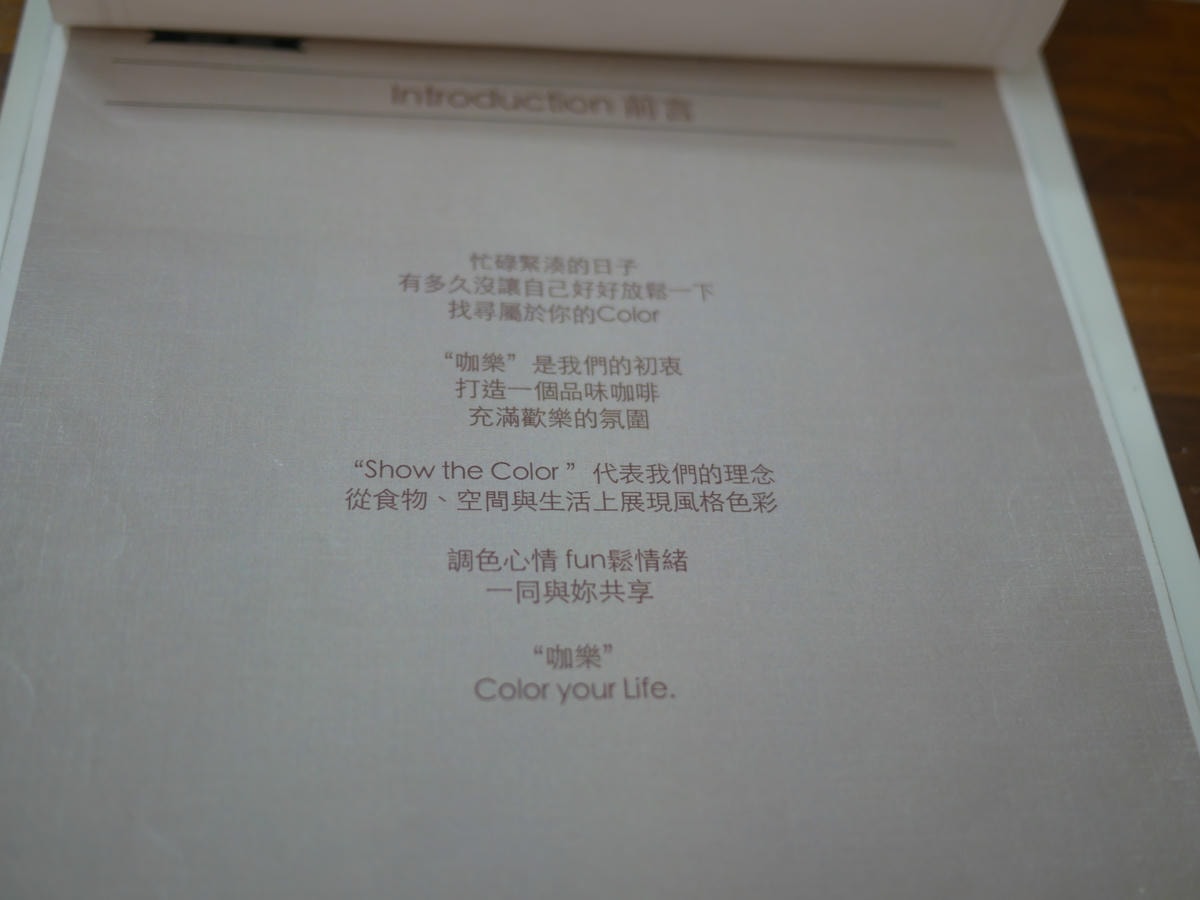 Introduction 前言
忙碌緊湊的日子
有多久沒讓自己好好放鬆一下
找尋屬於你的Color
“咖樂” 是我們的初衷
打造一個品味咖啡
充滿歡樂的氛圍
“Show the Color ” 代表我們的理念
從食物、空間與生活上展現風格色彩
調色心情 fun鬆情緒
一同與妳共享
“咖樂”
Color your Life.